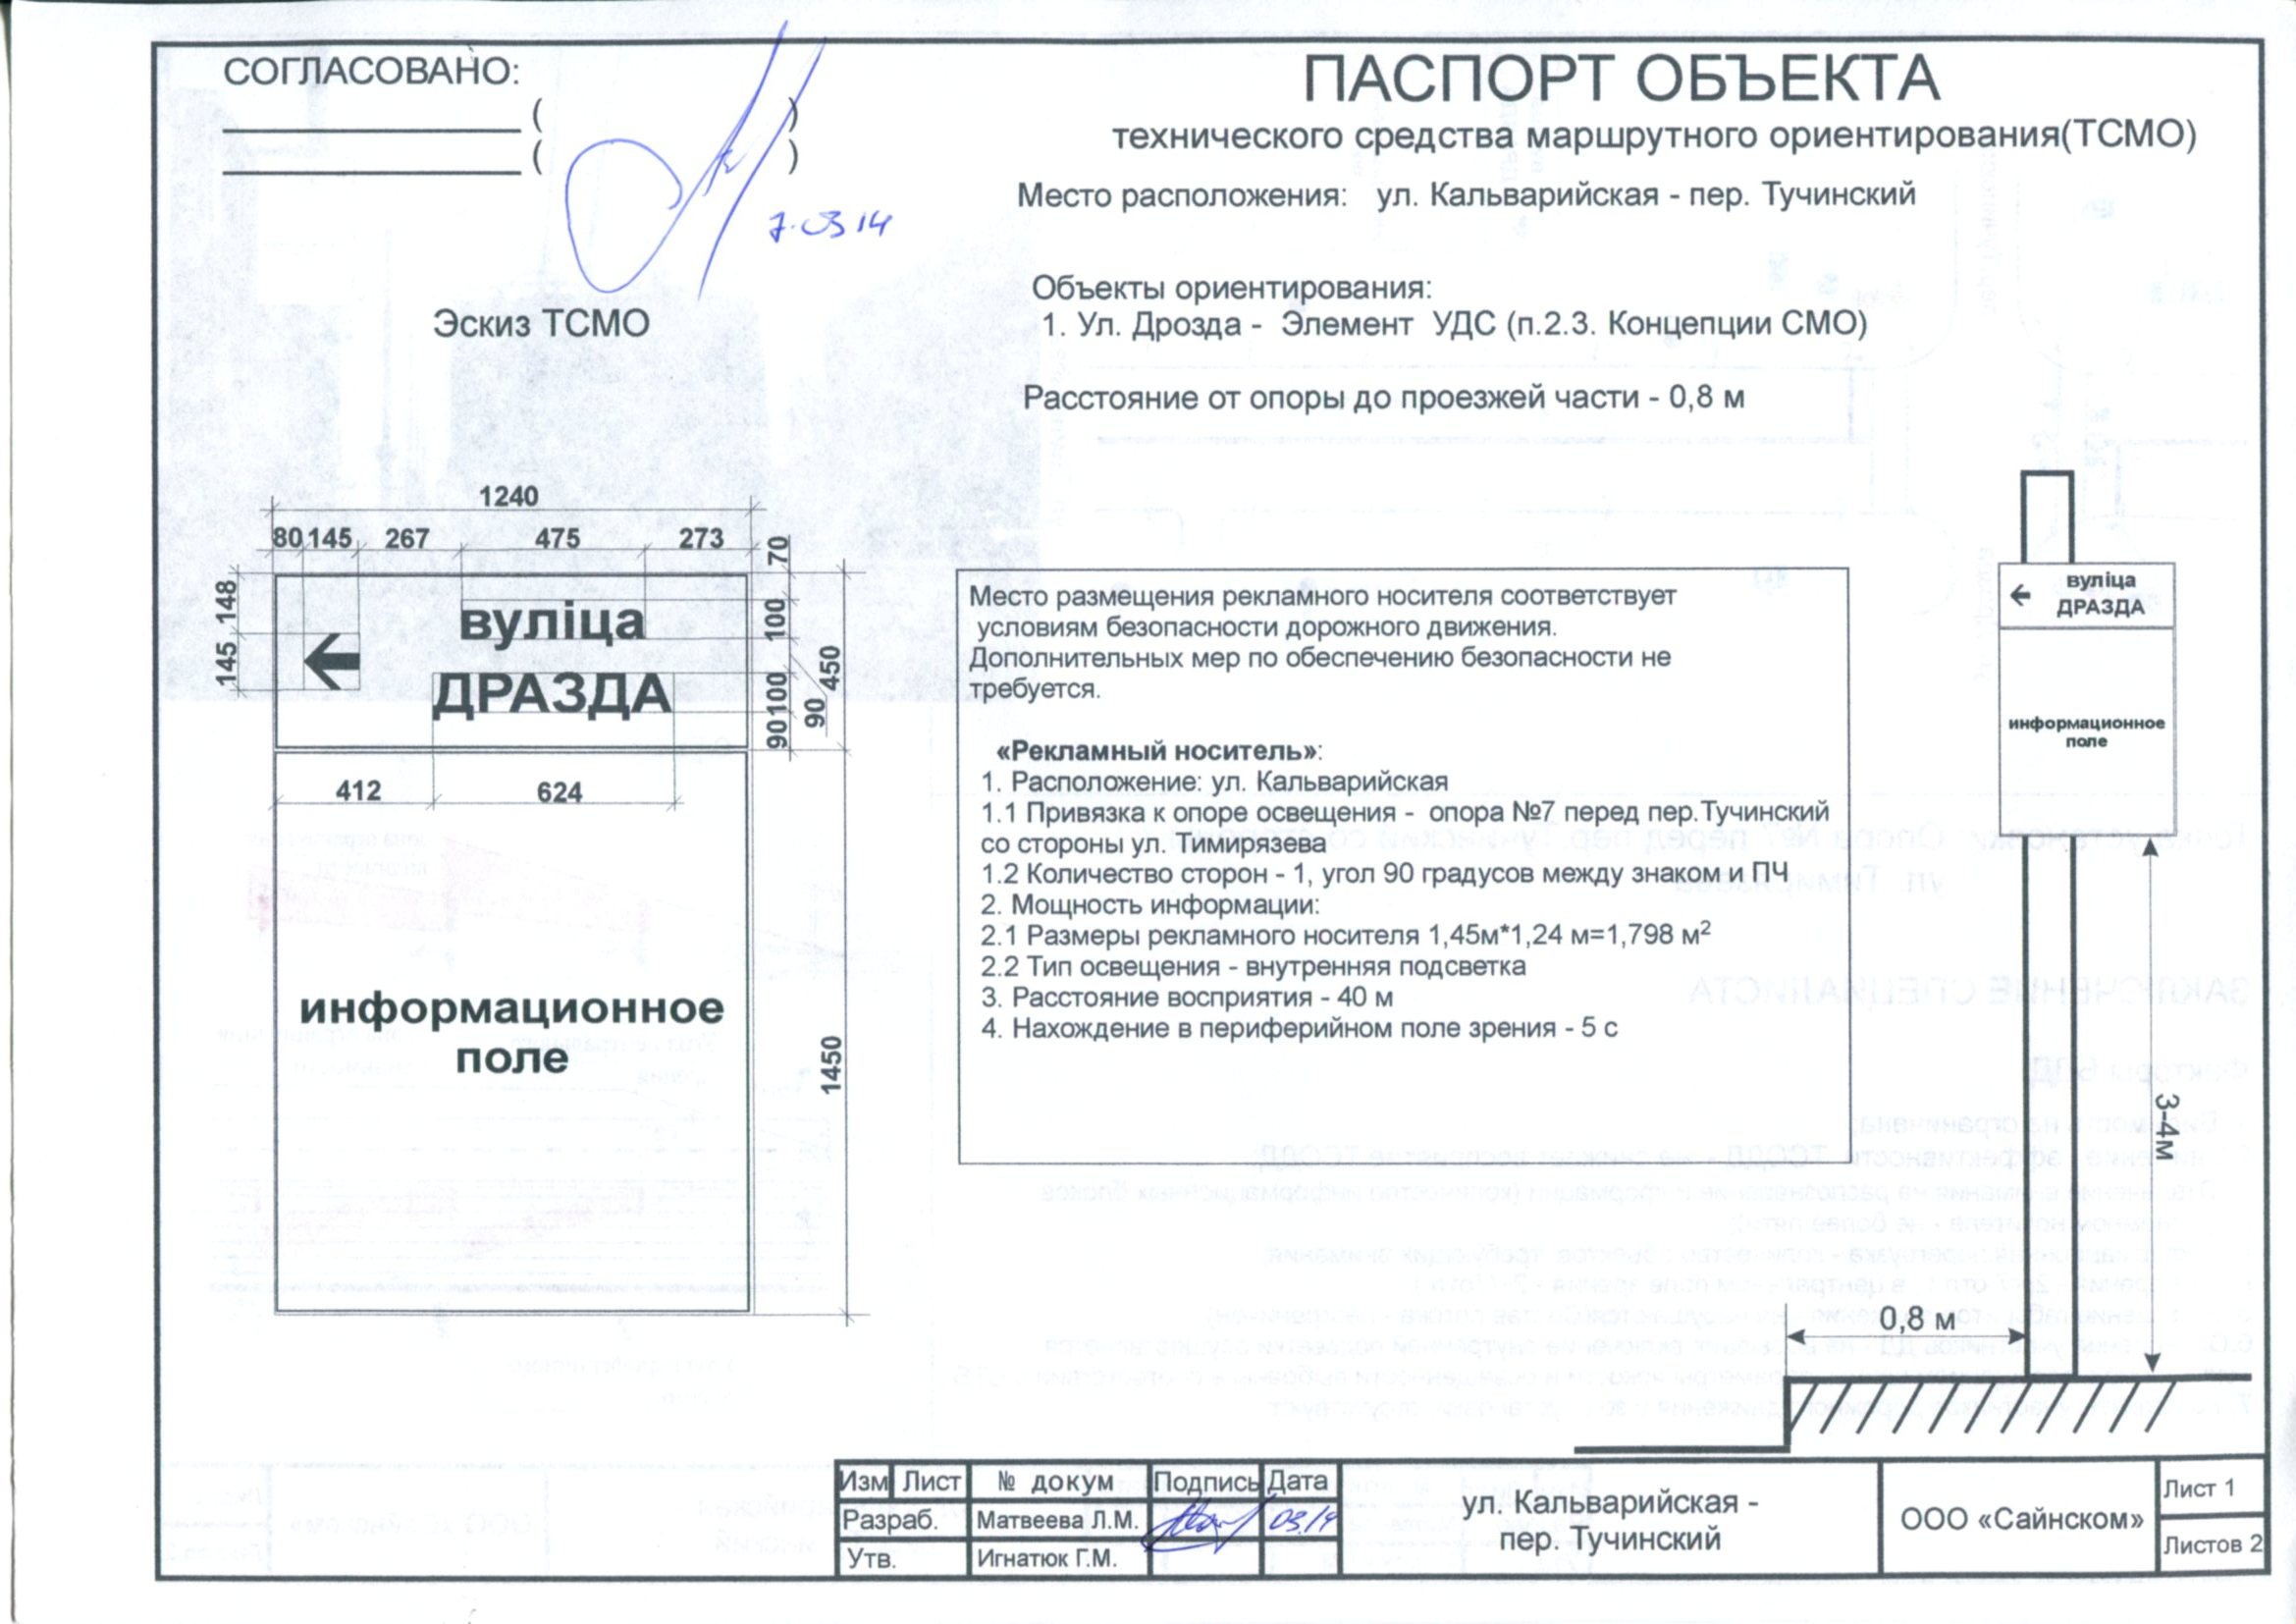 СОГЛАСОВАНО:
( )
( )
7.03 14
ПАСПОРТ ОБЪЕКТА
технического средства маршрутного ориентирования(ТСМО)
Место расположения: ул. Кальварийская - пер. Тучинский
Объекты ориентирования:
1. Ул. Дрозда - Элемент УДС (п.2.3. Концепции СМО)
Расстояние от опоры до проезжей части - 0,8 м
Эскиз ТСМО
1240
80 145 267 475 273
70
148
145
100
100
90
90
450
вуліца
ДРАЗДА
412 624
информационное
поле
1450
Место размещения рекламного носителя соответствует
условиям безопасности дорожного движения.
Дополнительных мер по обеспечению безопасности не
требуется.
«Рекламный носитель»:
1. Расположение: ул. Кальварийская
1.1 Привязка к опоре освещения - опора №7 перед пер.Тучинский
со стороны ул. Тимирязева
1.2 Количество сторон - 1, угол 90 градусов между знаком и ПЧ
2. Мощность информации:
2.1 Размеры рекламного носителя 1,45м*1,24 м=1,798 м²
2.2 Тип освещения - внутренняя подсветка
3. Расстояние восприятия - 40 м
4. Нахождение в периферийном поле зрения - 5 с
вуліца
ДРАЗДА
информационное
поле
3-4м
0,8 м
Изм Лист № докум Подпись Дата
Разраб. Матвеева Л.М. 03.14
Утв. Игнатюк Г.М.
ул. Кальварийская -
пер. Тучинский
ООО «Сайнском»
Лист 1
Листов 2